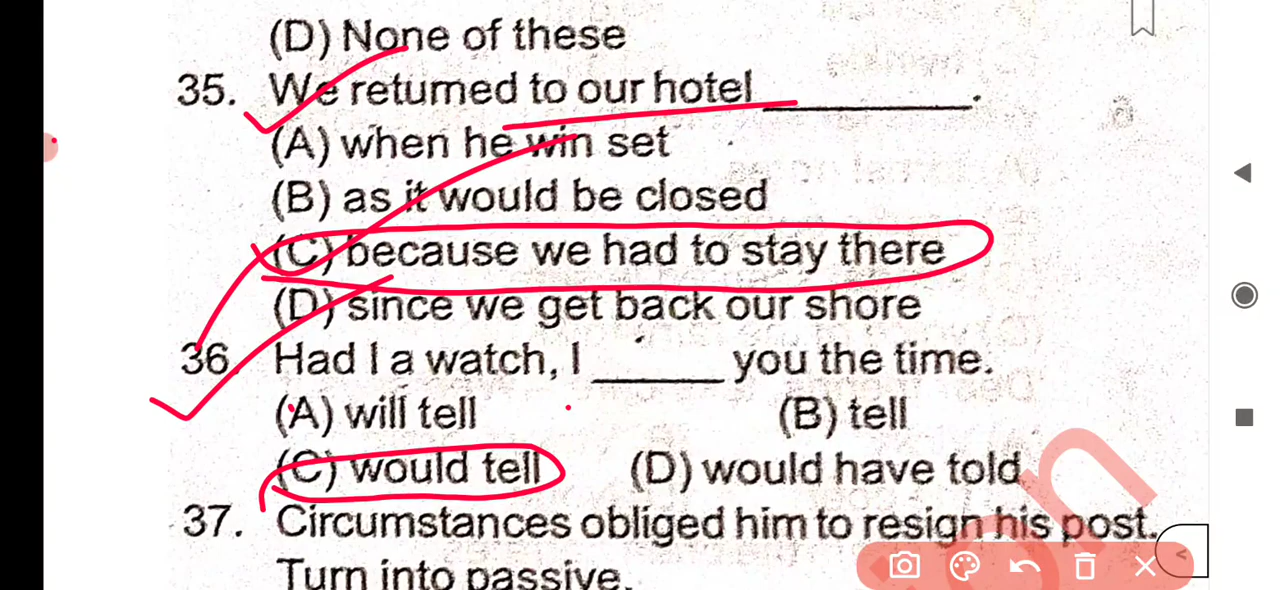 (D) None of these
35. We returned to our hotel ____________.
(A) when he win set
(B) as it would be closed
(C) because we had to stay there
(D) since we get back our shore
36. Had I a watch, I _______ you the time.
(A) will tell (B) tell
(C) would tell (D) would have told
37. Circumstances obliged him to resign his post.
Turn into passive.